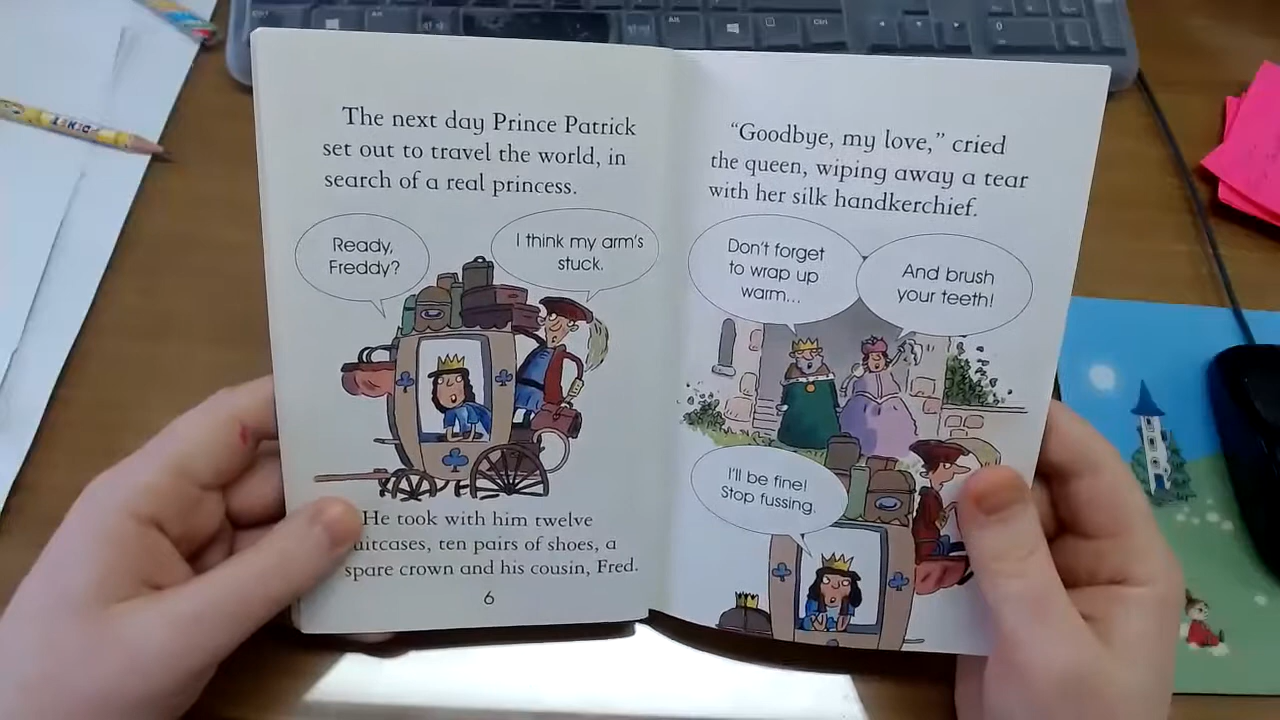 The next day Prince Patrick
set out to travel the world, in
search of a real princess.
Ready,
Freddy?
I think my arm's
stuck.
He took with him twelve
ten pairs of shoes, a
spare crown and his cousin, Fred.
6
"Goodbye, my love," cried
the queen, wiping away a tear
with her silk handkerchief.
Don't forget
to wrap up
warm...
And brush
your teeth!
I'll be fine!
Stop fussing.
Alt
Alt
Ctrl